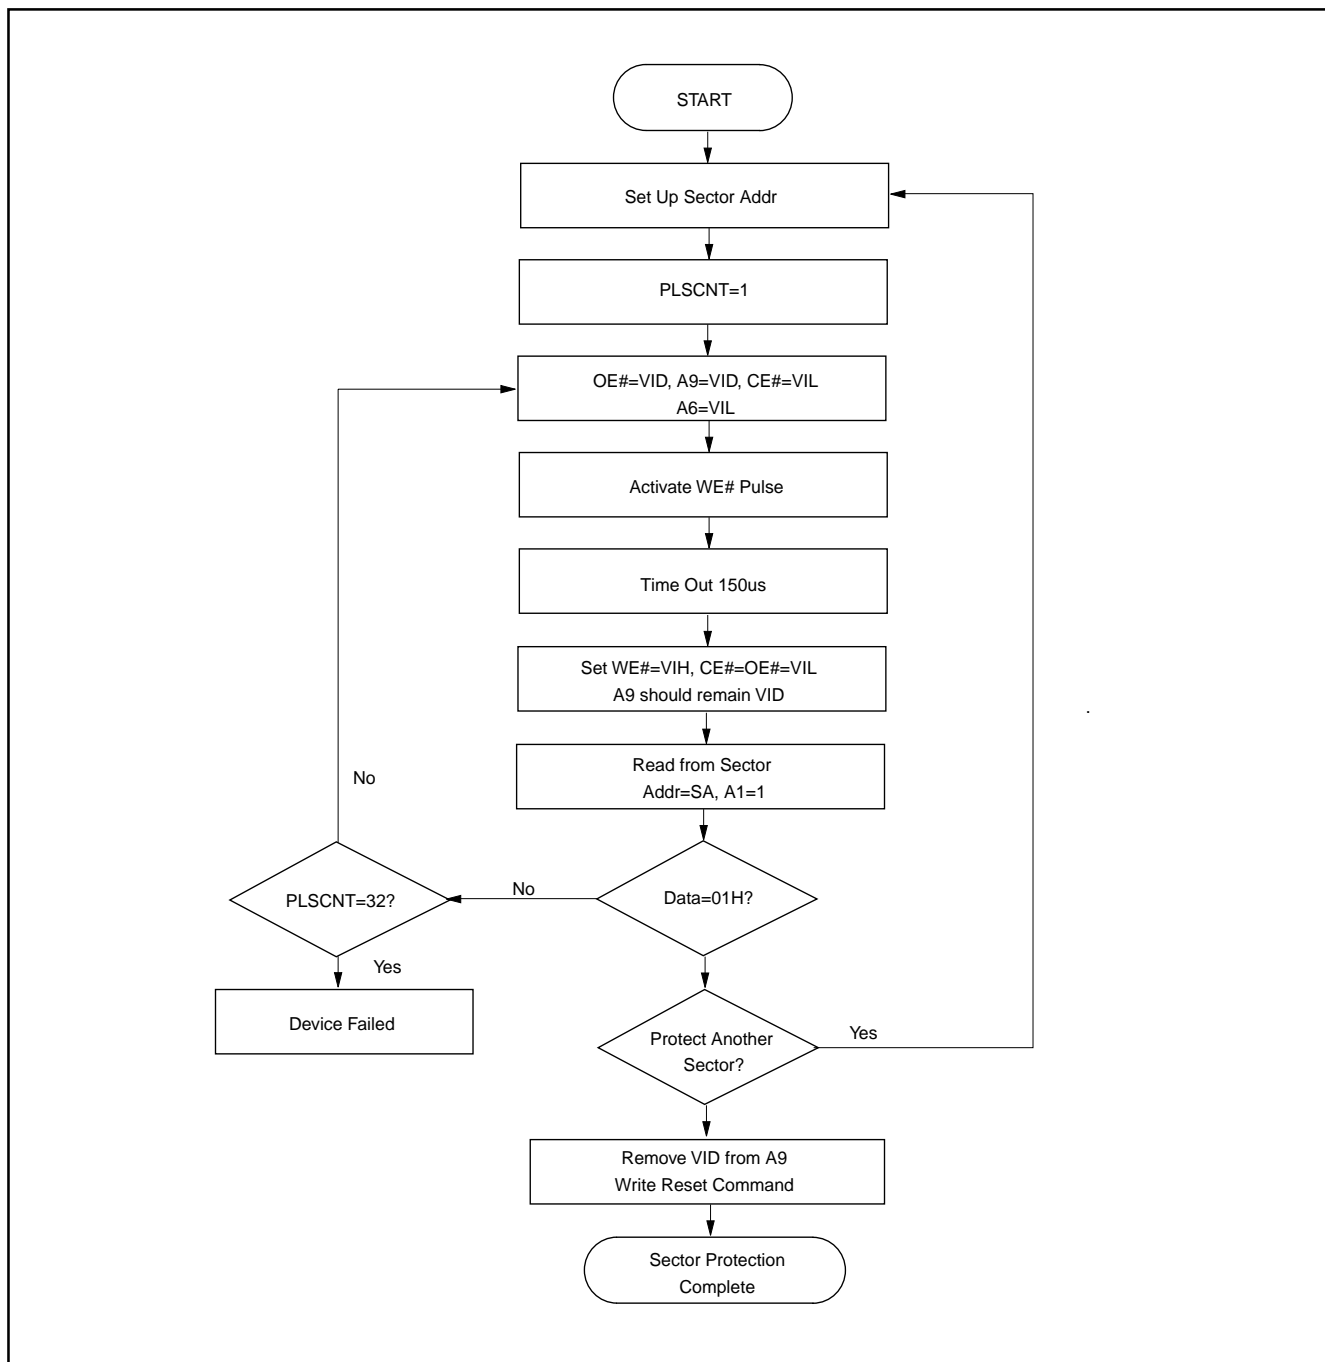 START
Set Up Sector Addr
PLSCNT=1
OE#=VID, A9=VID, CE#=VIL
A6=VIL
Activate WE# Pulse
Time Out 150us
Set WE#=VIH, CE#=OE#=VIL
A9 should remain VID
.
Read from Sector
Addr=SA, A1=1
No
PLSCNT=32?
No
Data=01H?
Yes
Device Failed
Protect Another
Sector?
Yes
Remove VID from A9
Write Reset Command
Sector Protection
Complete